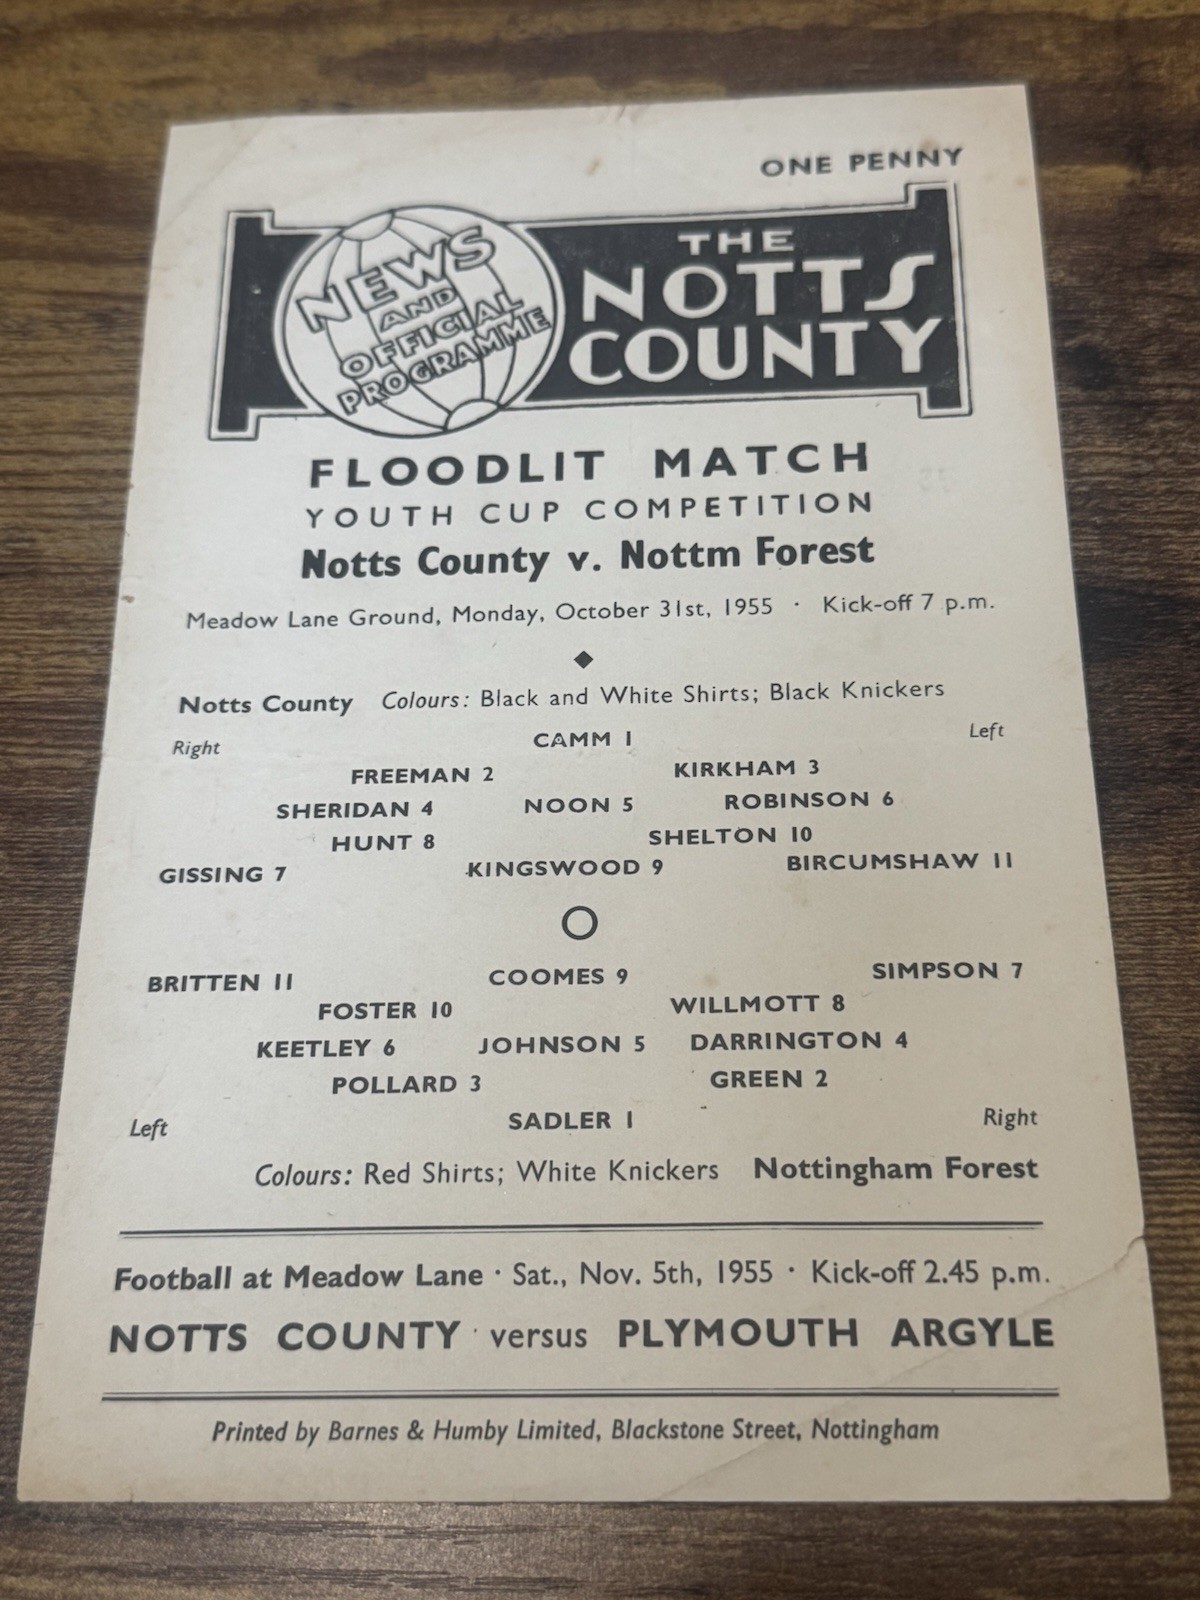 ONE PENNY
NEWS
AND
OFFICIAL
PROGRAMME
THE
NOTTS
COUNTY
FLOODLIT MATCH
YOUTH CUP COMPETITION
Notts County v. Nottm Forest
Meadow Lane Ground, Monday, October 31st, 1955 · Kick-off 7 p.m.
Notts County Colours: Black and White Shirts; Black Knickers
Right CAMM 1 Left
FREEMAN 2 KIRKHAM 3
SHERIDAN 4 NOON 5 ROBINSON 6
HUNT 8 SHELTON 10
GISSING 7 KINGSWOOD 9 BIRCUMSHAW 11
BRITTEN 11 COOMES 9 SIMPSON 7
FOSTER 10 WILLMOTT 8
KEETLEY 6 JOHNSON 5 DARRINGTON 4
POLLARD 3 GREEN 2
Left SADLER 1 Right
Colours: Red Shirts; White Knickers Nottingham Forest
Football at Meadow Lane · Sat., Nov. 5th, 1955 · Kick-off 2.45 p.m.
NOTTS COUNTY versus PLYMOUTH ARGYLE
Printed by Barnes & Humby Limited, Blackstone Street, Nottingham